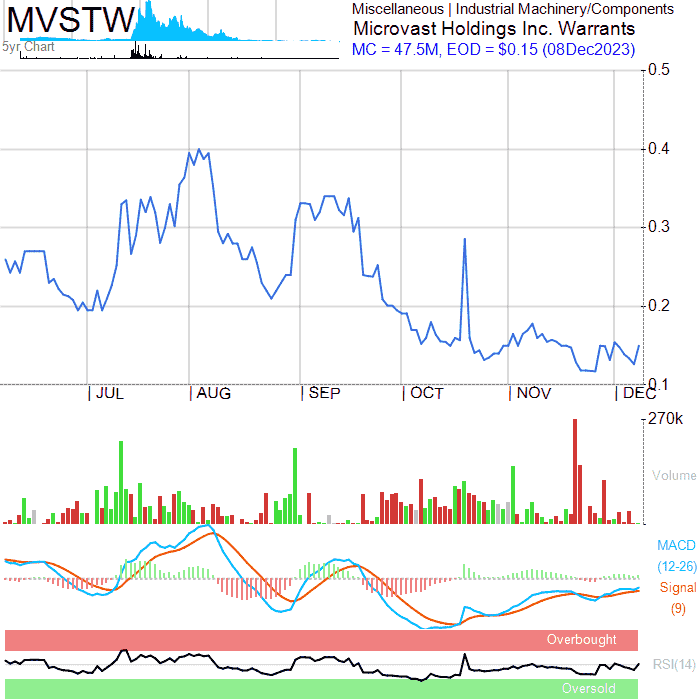 MVSTW
5yr Chart
Miscellaneous | Industrial Machinery/Components
Microvast Holdings Inc. Warrants
MC = 47.5M, EOD = $0.15 (08Dec2023)
0.5
0.4
0.3
0.2
0.1
JUL
AUG
SEP
OCT
NOV
DEC
270k
Volume
MACD
(12-26)
Signal
(9)
Overbought
RSI(14)
Oversold